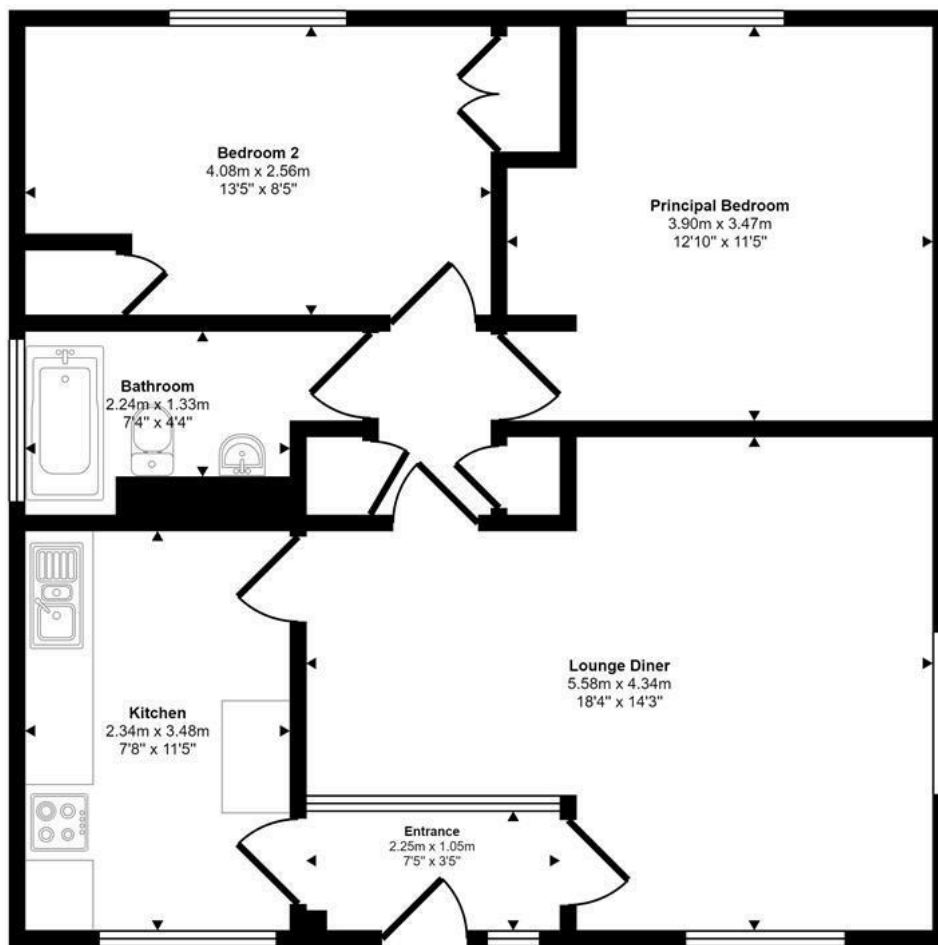 Bedroom 2
4.08m x 2.56m
13'5" x 8'5"
Principal Bedroom
3.90m x 3.47m
12'10" x 11'5"
Bathroom
2.24m x 1.33m
7'4" x 4'4"
Lounge Diner
5.58m x 4.34m
18'4" x 14'3"
Kitchen
2.34m x 3.48m
7'8" x 11'5"
Entrance
2.25m x 1.05m
7'5" x 3'5"